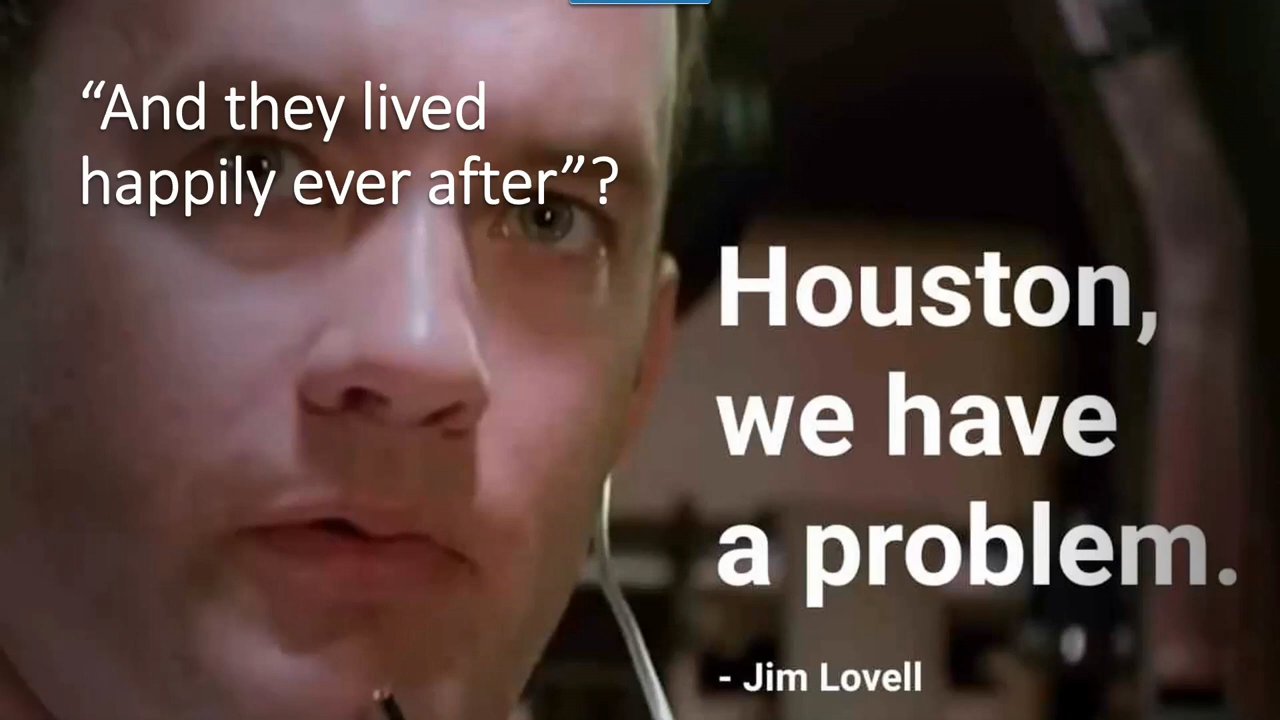 “And they lived
happily ever after”?
Houston,
we have
a problem.
- Jim Lovell